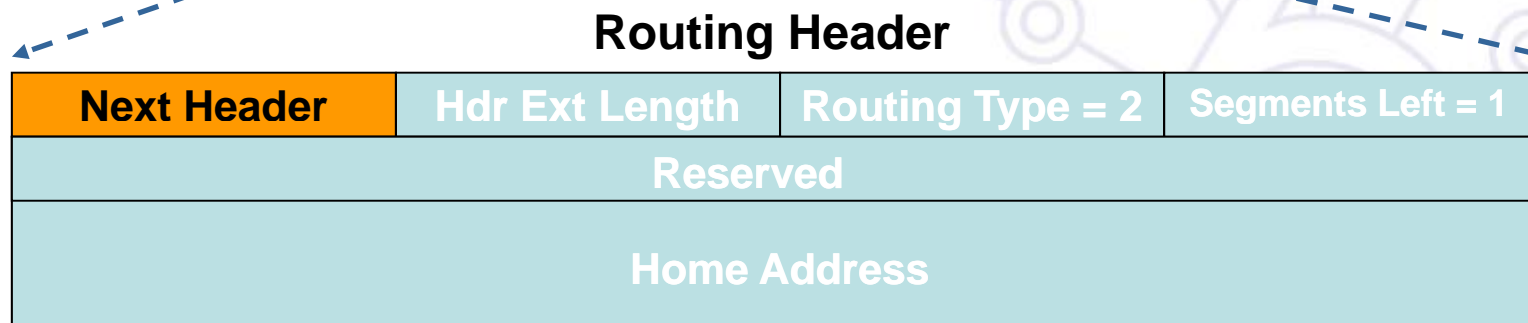 Routing Header
Next Header Hdr Ext Length Routing Type = 2 Segments Left = 1
Reserved
Home Address